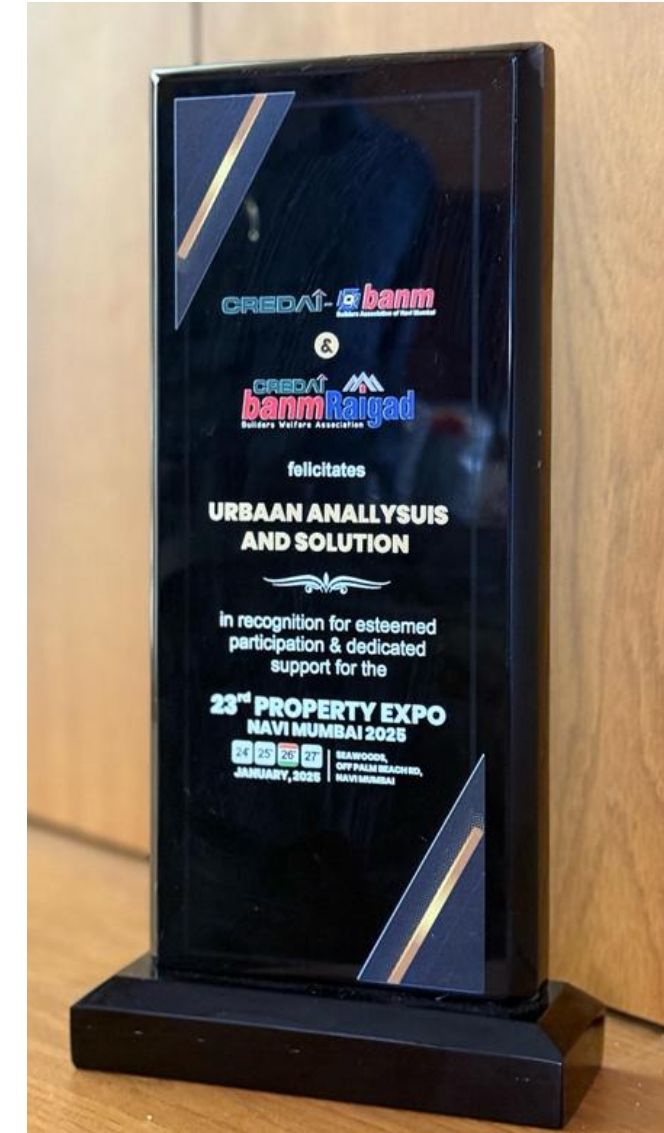 CREDAI-banm
Builders Association of Navi Mumbai
&
CREDAI
banmRaigad
Builders Welfare Association
felicitates
URBAAN ANALLYSUIS
AND SOLUTION
in recognition for esteemed
participation & dedicated
support for the
23rd PROPERTY EXPO
NAVI MUMBAI 2025
24 25 26 27
JANUARY, 2025
SEAWOODS,
OFF PALM BEACH RD,
NAVI MUMBAI